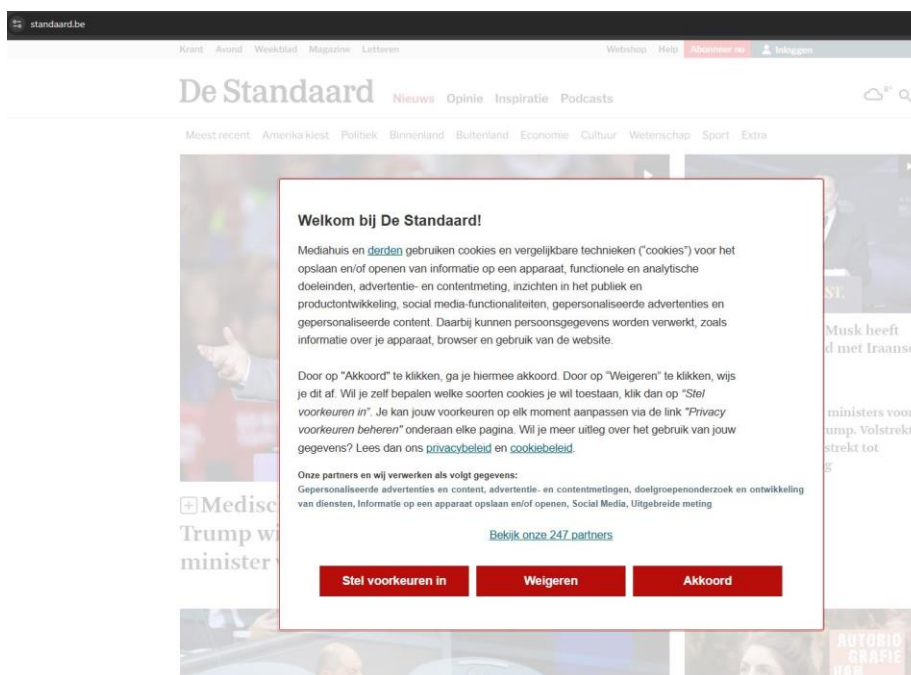 standaard.be
Krant Avond Weekblad Magazine Letteren Webshop Help Abonneer nu Inloggen
De Standaard Nieuws Opinie Inspiratie Podcasts 8°
Meest recent Amerika kiest Politiek Binnenland Buitenland Economie Cultuur Wetenschap Sport Extra
Welkom bij De Standaard!
Mediahuis en derden gebruiken cookies en vergelijkbare technieken ("cookies") voor het
opslaan en/of openen van informatie op een apparaat, functionele en analytische
doeleinden, advertentie- en contentmeting, inzichten in het publiek en
productontwikkeling, social media-functionaliteiten, gepersonaliseerde advertenties en
gepersonaliseerde content. Daarbij kunnen persoonsgegevens worden verwerkt, zoals
informatie over je apparaat, browser en gebruik van de website.
Door op "Akkoord" te klikken, ga je hiermee akkoord. Door op "Weigeren" te klikken, wijs
je dit af. Wil je zelf bepalen welke soorten cookies je wil toestaan, klik dan op "Stel
voorkeuren in". Je kan jouw voorkeuren op elk moment aanpassen via de link "Privacy
voorkeuren beheren" onderaan elke pagina. Wil je meer uitleg over het gebruik van jouw
gegevens? Lees dan ons privacybeleid en cookiebeleid.
Onze partners en wij verwerken als volgt gegevens:
Gepersonaliseerde advertenties en content, advertentie- en contentmetingen, doelgroepenonderzoek en ontwikkeling
van diensten, Informatie op een apparaat opslaan en/of openen, Social Media, Uitgebreide meting
Bekijk onze 247 partners
Stel voorkeuren in Weigeren Akkoord
Medisc
Trump wi
minister
ST.
Musk heeft
d met Iraans
ministers voo
ump. Volstrekt
strekt tot
g
AUTOBIO
GRAFIE